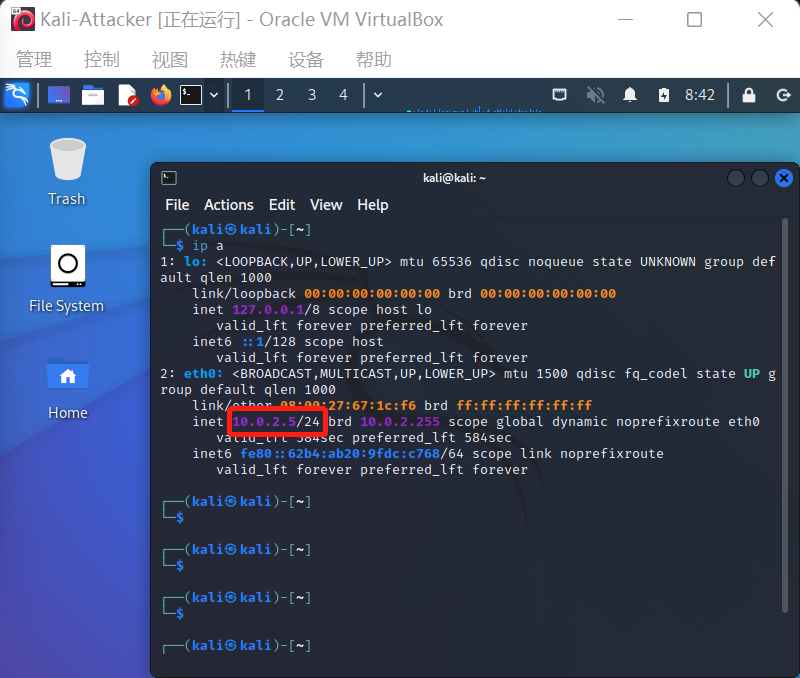 Kali-Attacker [正在运行] - Oracle VM VirtualBox
管理 控制 视图 热键 设备 帮助
1 2 3 4 8:42
Trash
File System
Home
kali@kali: ~
File Actions Edit View Help
┌──(kali㉿kali)-[~]
└─$ ip a
1: lo: <LOOPBACK,UP,LOWER_UP> mtu 65536 qdisc noqueue state UNKNOWN group def
ault qlen 1000
link/loopback 00:00:00:00:00:00 brd 00:00:00:00:00:00
inet 127.0.0.1/8 scope host lo
valid_lft forever preferred_lft forever
inet6 ::1/128 scope host
valid_lft forever preferred_lft forever
2: eth0: <BROADCAST,MULTICAST,UP,LOWER_UP> mtu 1500 qdisc fq_codel state UP g
roup default qlen 1000
link/ether 08:00:27:67:1c:f6 brd ff:ff:ff:ff:ff:ff
inet 10.0.2.5/24 brd 10.0.2.255 scope global dynamic noprefixroute eth0
valid_lft 584sec preferred_lft 584sec
inet6 fe80::62b4:ab20:9fdc:c768/64 scope link noprefixroute
valid_lft forever preferred_lft forever
┌──(kali㉿kali)-[~]
└─$
┌──(kali㉿kali)-[~]
└─$
┌──(kali㉿kali)-[~]
└─$
┌──(kali㉿kali)-[~]